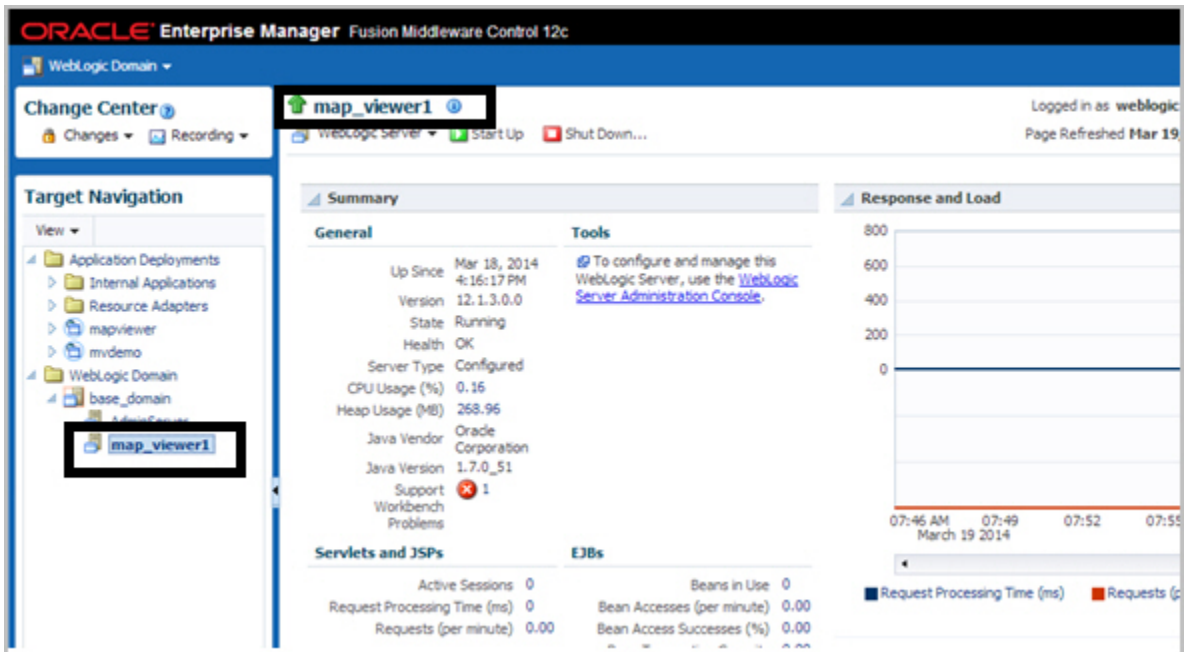 ORACLE Enterprise Manager Fusion Middleware Control 12c
WebLogic Domain
Change Center
Changes Recording
map_viewer1
Logged in as weblogic
WebLogic Server Start Up Shut Down...
Page Refreshed Mar 19,
Target Navigation
View
Application Deployments
Internal Applications
Resource Adapters
mapviewer
mvdemo
WebLogic Domain
base_domain
AdminServer
map_viewer1
Summary
General
Up Since Mar 18, 2014
4:16:17 PM
Version 12.1.3.0.0
State Running
Health OK
Server Type Configured
CPU Usage (%) 0.16
Heap Usage (MB) 268.96
Java Vendor Oracle
Corporation
Java Version 1.7.0_51
Support 1
Workbench
Problems
Tools
To configure and manage this
WebLogic Server, use the WebLogic
Server Administration Console.
Servlets and JSPs
Active Sessions 0
Request Processing Time (ms) 0
Requests (per minute) 0.00
EJBs
Beans in Use 0
Bean Accesses (per minute) 0.00
Bean Access Successes (%) 0.00
Response and Load
800
600
400
200
0
07:46 AM 07:49 07:52 07:55
March 19 2014
Request Processing Time (ms) Requests (p